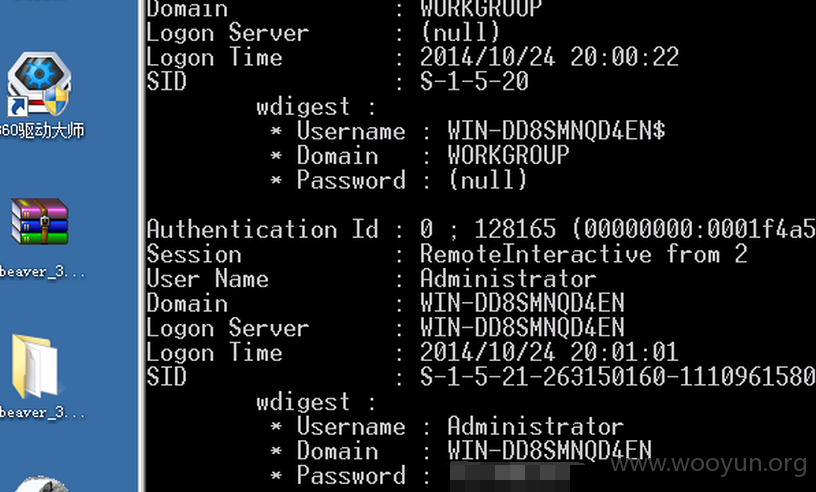 Domain : WORKGROUP
Logon Server : (null)
Logon Time : 2014/10/24 20:00:22
SID : S-1-5-20
wdigest :
* Username : WIN-DD8SMNQD4EN$
* Domain : WORKGROUP
* Password : (null)
Authentication Id : 0 ; 128165 (00000000:0001f4a5
Session : RemoteInteractive from 2
User Name : Administrator
Domain : WIN-DD8SMNQD4EN
Logon Server : WIN-DD8SMNQD4EN
Logon Time : 2014/10/24 20:01:01
SID : S-1-5-21-263150160-1110961580
wdigest :
* Username : Administrator
* Domain : WIN-DD8SMNQD4EN
* Password :
360驱动大师
beaver_3...
beaver_3...
www.wooyun.org